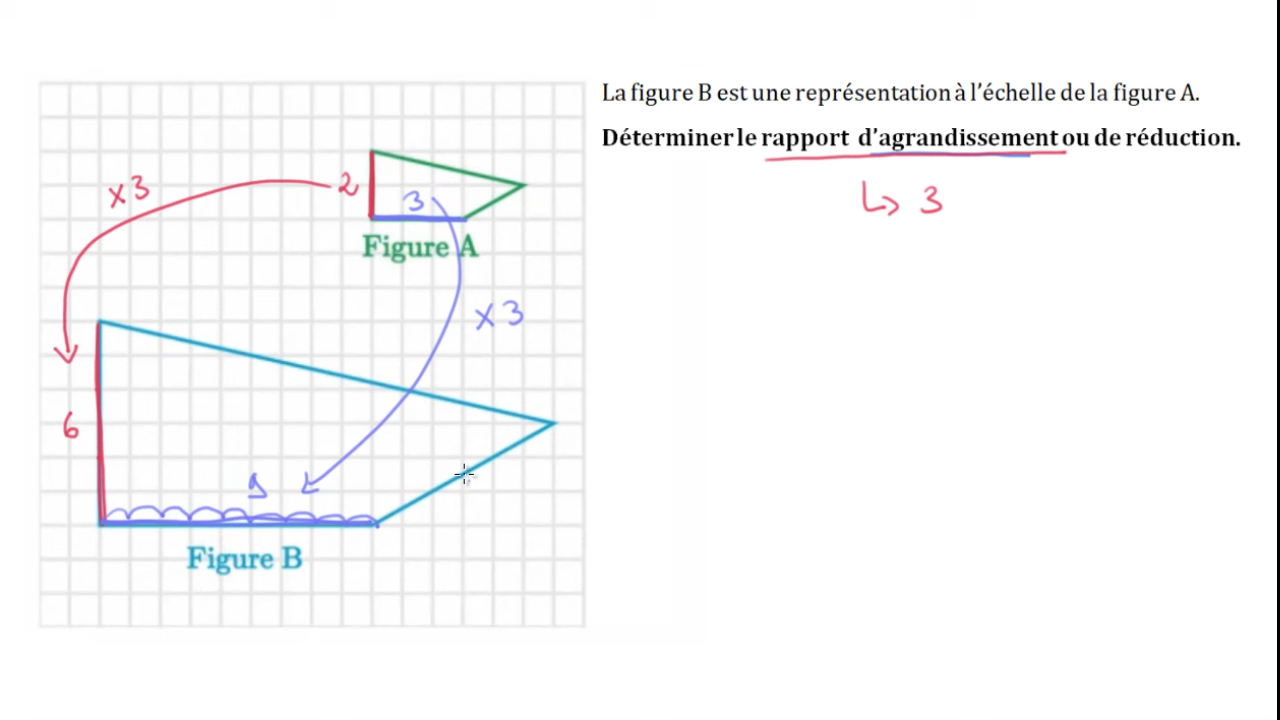 La figure B est une représentation à l'échelle de la figure A.
Déterminer le rapport d'agrandissement ou de réduction.
↳ 3
x3
2
3
Figure A
x3
6
9
Figure B